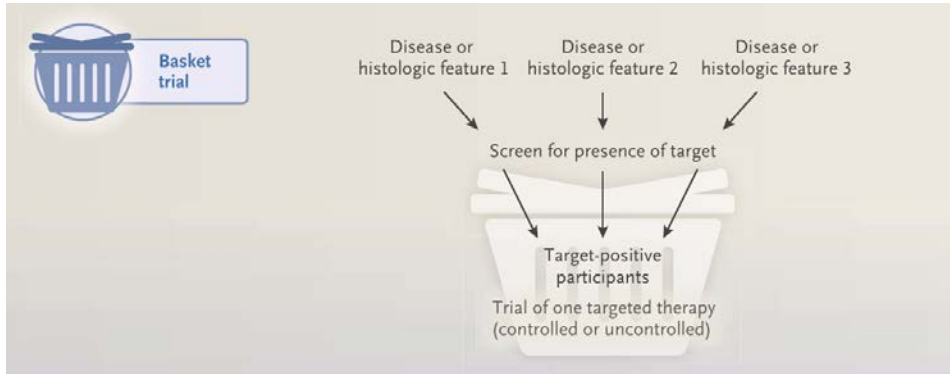 Basket
trial
Disease or
histologic feature 1
Disease or
histologic feature 2
Disease or
histologic feature 3
Screen for presence of target
Target-positive
participants
Trial of one targeted therapy
(controlled or uncontrolled)